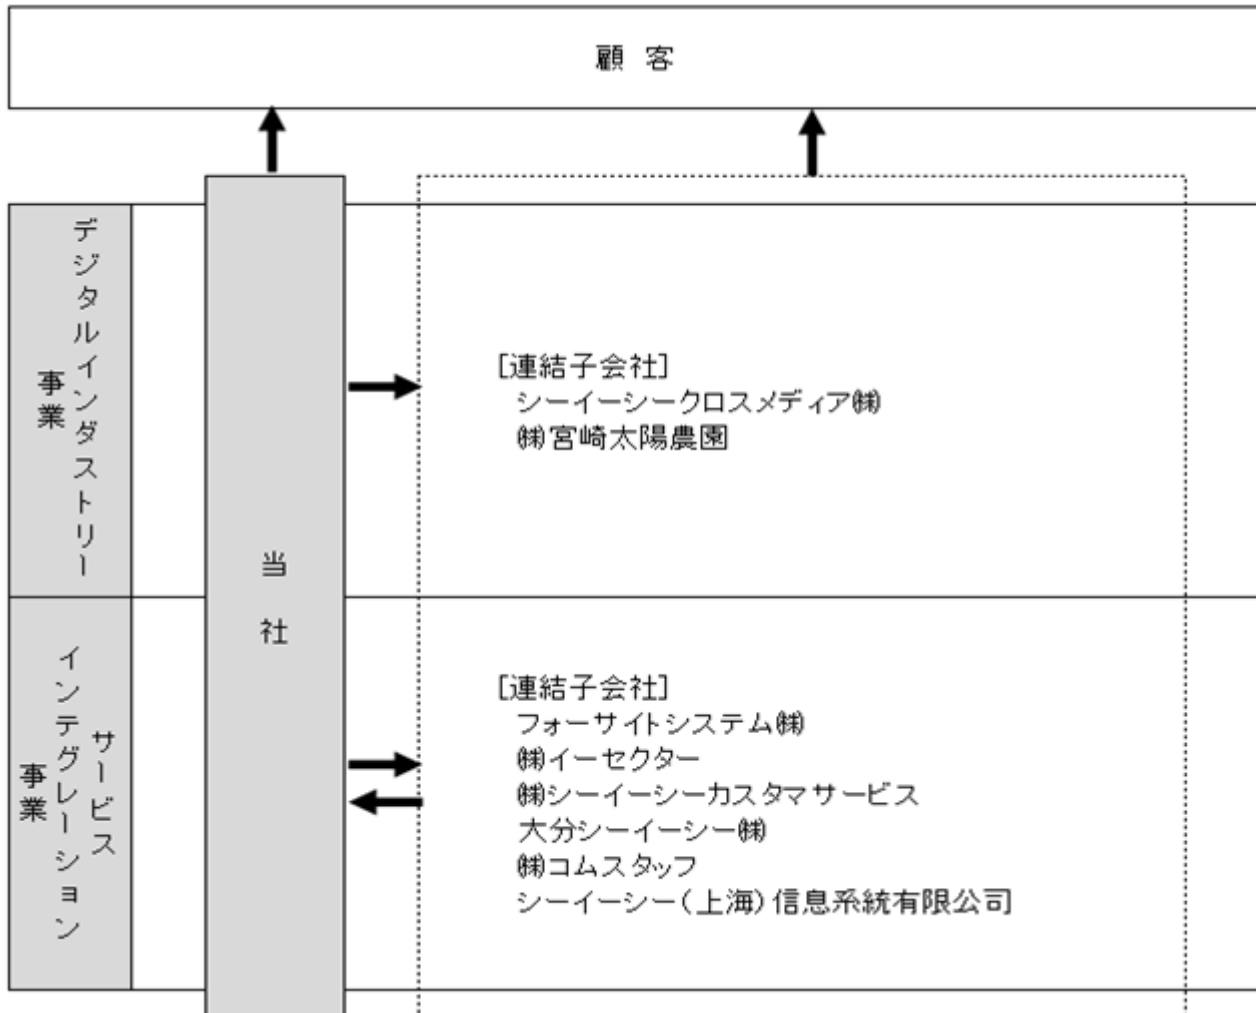 顧 客
デジタルインダストリー
事業
当社
[連結子会社]
シーイーシークロスメディア㈱
㈱宮崎太陽農園
サービス
インテグレーション
事業
[連結子会社]
フォーサイトシステム㈱
㈱イーセクター
㈱シーイーシーカスタマサービス
大分シーイーシー㈱
㈱コムスタッフ
シーイーシー(上海)信息系統有限公司